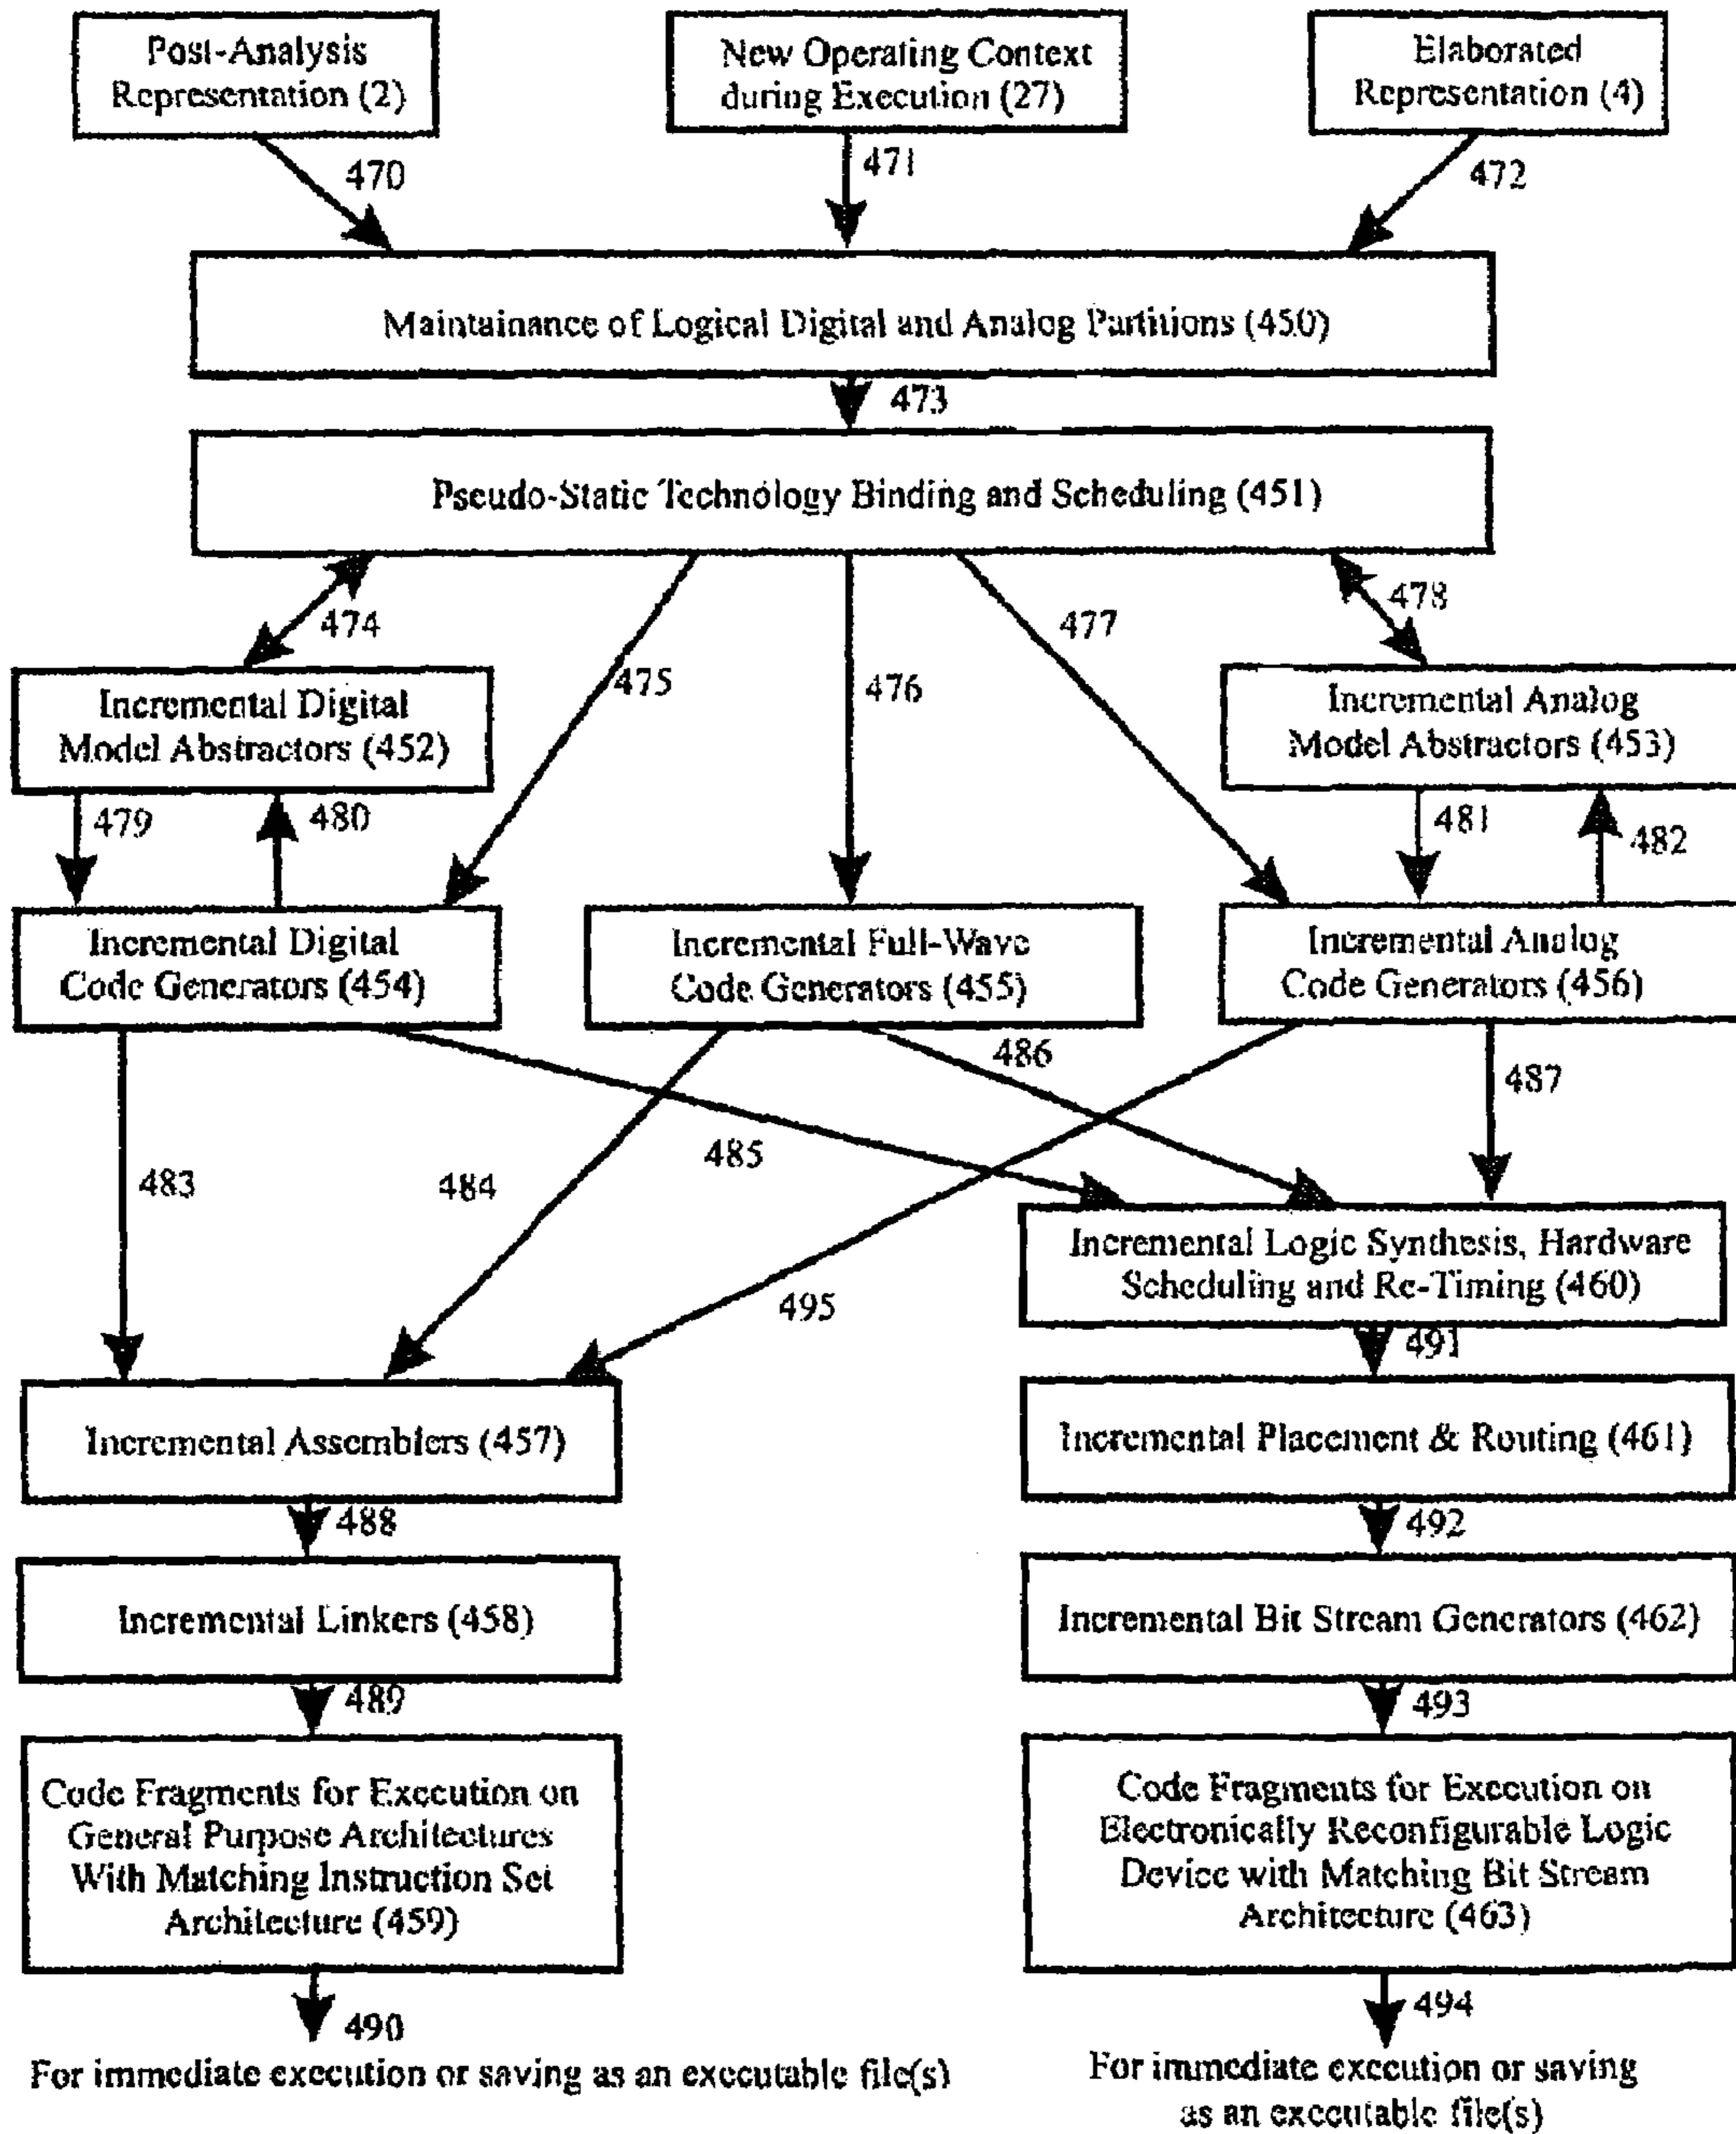 Post-Analysis
Representation (2)
New Operating Context
during Execution (27)
Elaborated
Representation (4)
470
471
472
Maintainance of Logical Digital and Analog Partitions (450)
473
Pseudo-Static Technology Binding and Scheduling (451)
474
475
476
477
478
Incremental Digital
Model Abstractors (452)
Incremental Analog
Model Abstractors (453)
479
480
481
482
Incremental Digital
Code Generators (454)
Incremental Full-Wave
Code Generators (455)
Incremental Analog
Code Generators (456)
483
484
485
486
487
495
Incremental Logic Synthesis, Hardware
Scheduling and Re-Timing (460)
491
Incremental Assemblers (457)
Incremental Placement & Routing (461)
488
492
Incremental Linkers (458)
Incremental Bit Stream Generators (462)
489
493
Code Fragments for Execution on
General Purpose Architectures
With Matching Instruction Set
Architecture (459)
Code Fragments for Execution on
Electronically Reconfigurable Logic
Device with Matching Bit Stream
Architecture (463)
490
494
For immediate execution or saving as an executable file(s)
For immediate execution or saving
as an executable file(s)